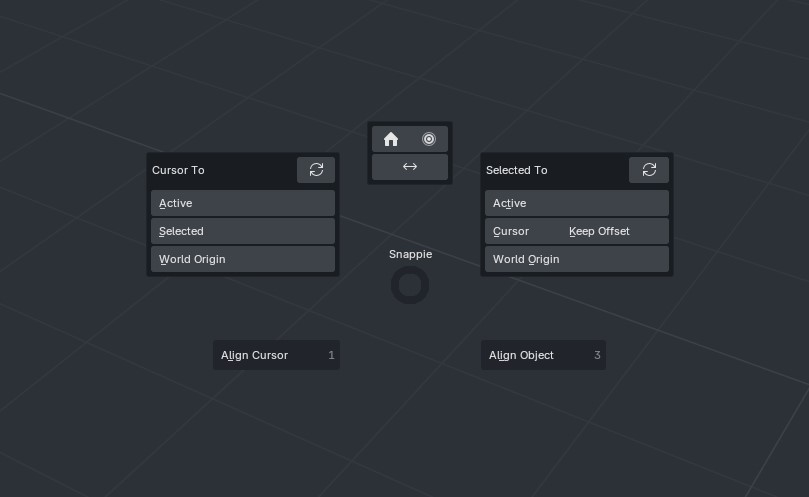 Cursor To
Active
Selected
World Origin
Selected To
Active
Cursor Keep Offset
World Origin
Snappie
Align Cursor 1
Align Object 3